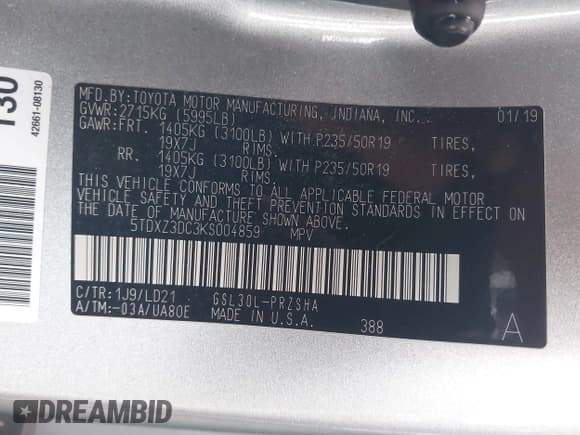 130
42661-08130
MFD.BY:TOYOTA MOTOR MANUFACTURING, INDIANA, INC. 01/19
GVWR:2715KG (5995LB)
GAWR:FRT. 1405KG (3100LB) WITH P235/50R19 TIRES,
19X7J RIMS.
RR. 1405KG (3100LB) WITH P235/50R19 TIRES,
19X7J RIMS.
THIS VEHICLE CONFORMS TO ALL APPLICABLE FEDERAL MOTOR
VEHICLE SAFETY AND THEFT PREVENTION STANDARDS IN EFFECT ON
THE DATE OF MANUFACTURE SHOWN ABOVE.
5TDXZ3DC3KS004859 MPV
C/TR:1J9/LD21 GSL30L-PRZSHA
A/TM:-03A/UA80E MADE IN U.S.A. 388 A
DREAMBID